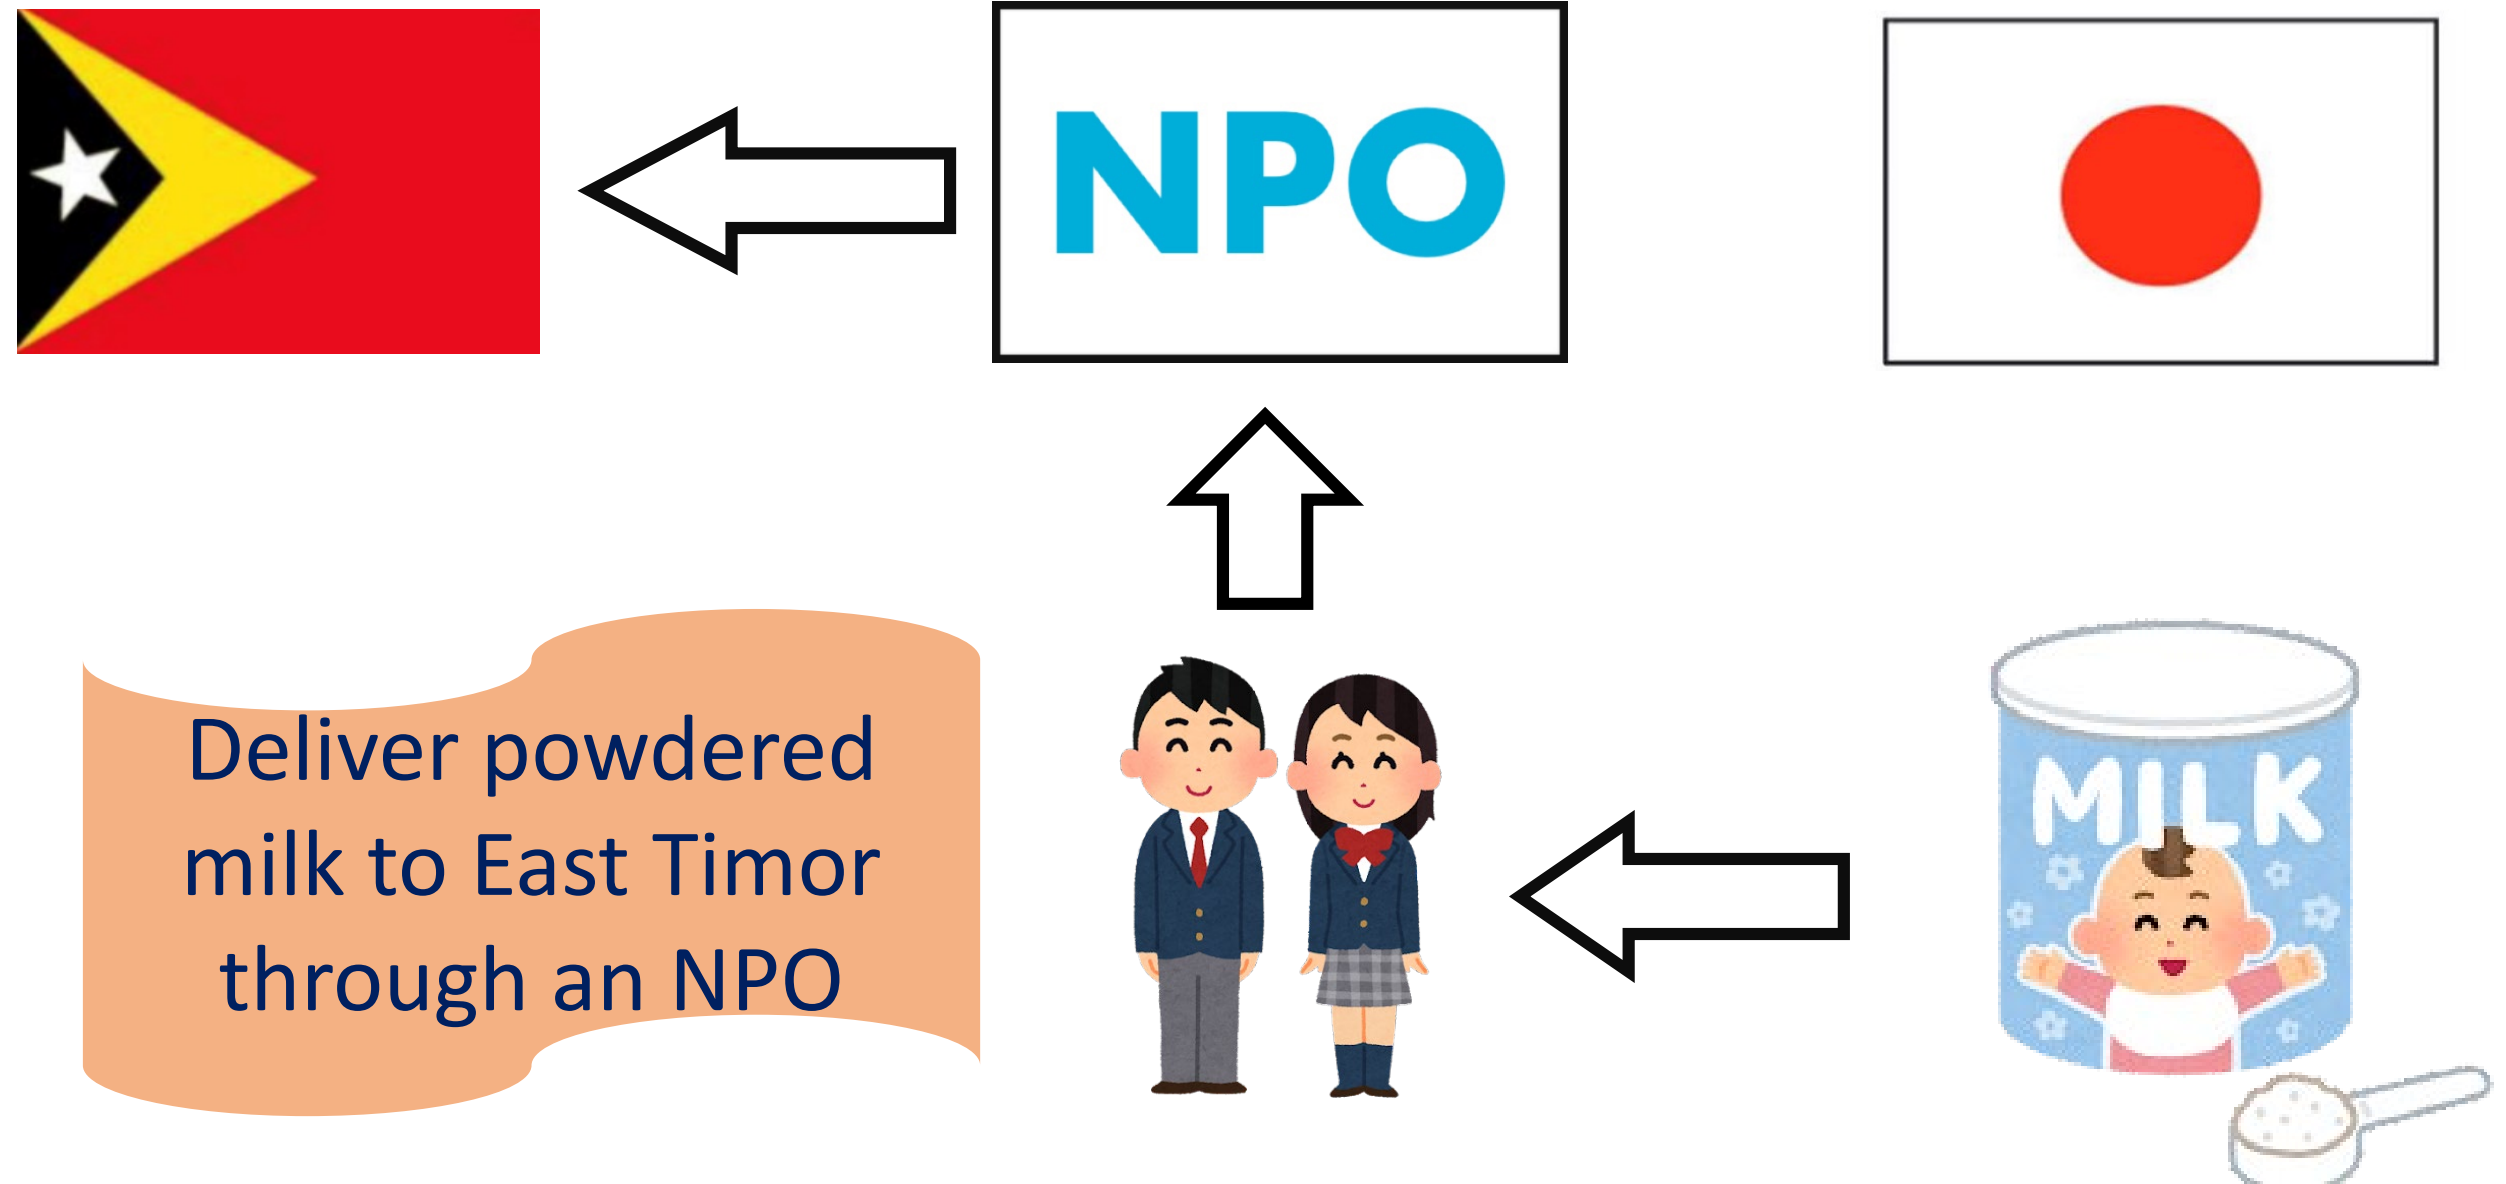 NPO
Deliver powdered
milk to East Timor
through an NPO
MILK